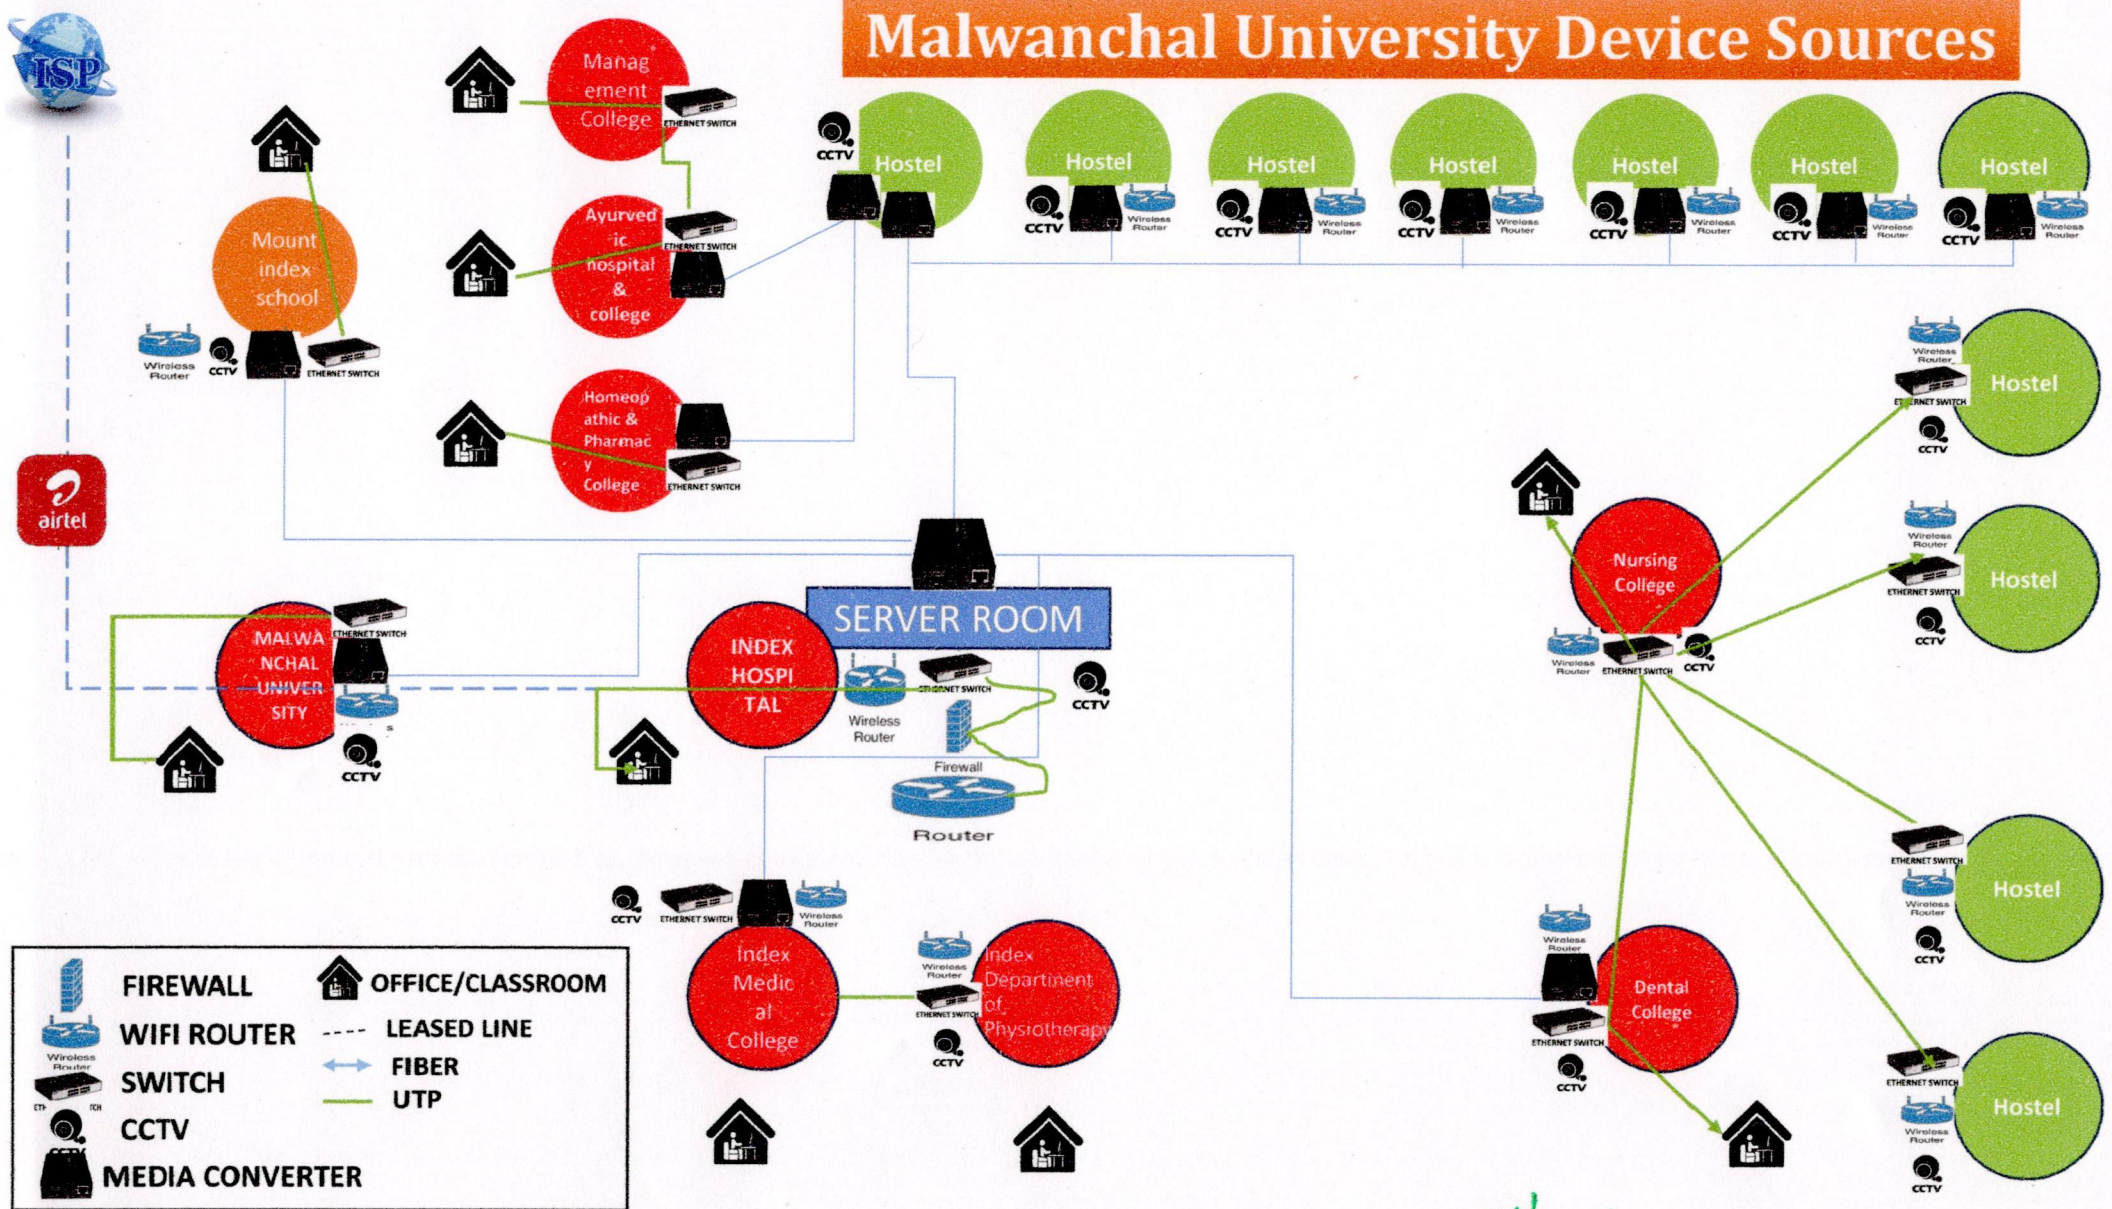 Malwanchal University Device Sources
ISP
Manag
ement
College
ETHERNET SWITCH
Mount
index
school
Wireless
Router
CCTV
ETHERNET SWITCH
Ayurved
ic
hospital
&
college
ETHERNET SWITCH
Homeop
athic &
Pharmac
y
College
ETHERNET SWITCH
CCTV
Hostel
Hostel
CCTV
Wireless
Router
Hostel
CCTV
Wireless
Router
Hostel
CCTV
Wireless
Router
Hostel
CCTV
Wireless
Router
Hostel
CCTV
Wireless
Router
Hostel
CCTV
Wireless
Router
airtel
MALWA
NCHAL
UNIVER
SITY
ETHERNET SWITCH
s
CCTV
SERVER ROOM
INDEX
HOSPI
TAL
Wireless
Router
ETHERNET SWITCH
CCTV
Firewall
Router
Nursing
College
Wireless
Router
ETHERNET SWITCH
CCTV
Wireless
Router
ETHERNET SWITCH
CCTV
Hostel
Wireless
Router
ETHERNET SWITCH
CCTV
Hostel
ETHERNET SWITCH
Wireless
Router
CCTV
Hostel
ETHERNET SWITCH
Wireless
Router
CCTV
Hostel
CCTV
ETHERNET SWITCH
Wireless
Router
Index
Medic
al
College
Wireless
Router
ETHERNET SWITCH
CCTV
Index
Department
of
Physiotherapy
Wireless
Router
ETHERNET SWITCH
CCTV
Dental
College
FIREWALL
WIFI ROUTER
Wireless
Router
SWITCH
CCTV
MEDIA CONVERTER
OFFICE/CLASSROOM
LEASED LINE
FIBER
UTP